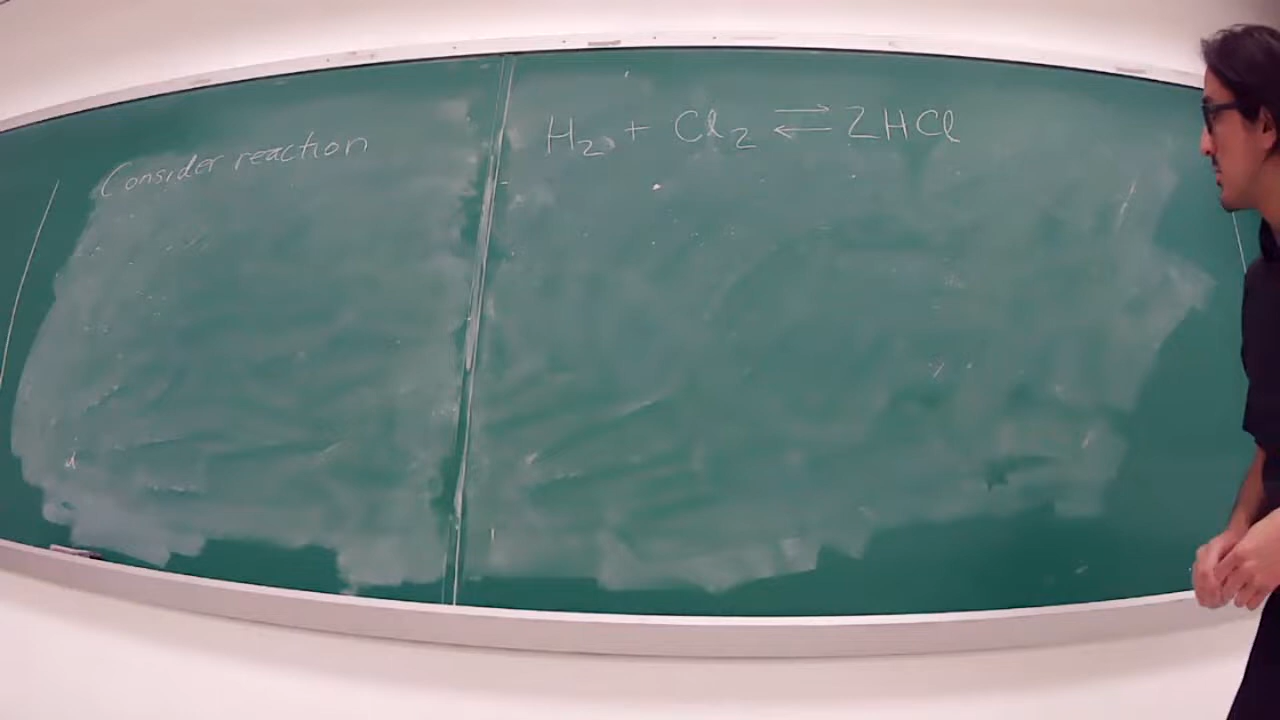 Consider reaction
H₂ + Cl₂ ⇌ 2HCl